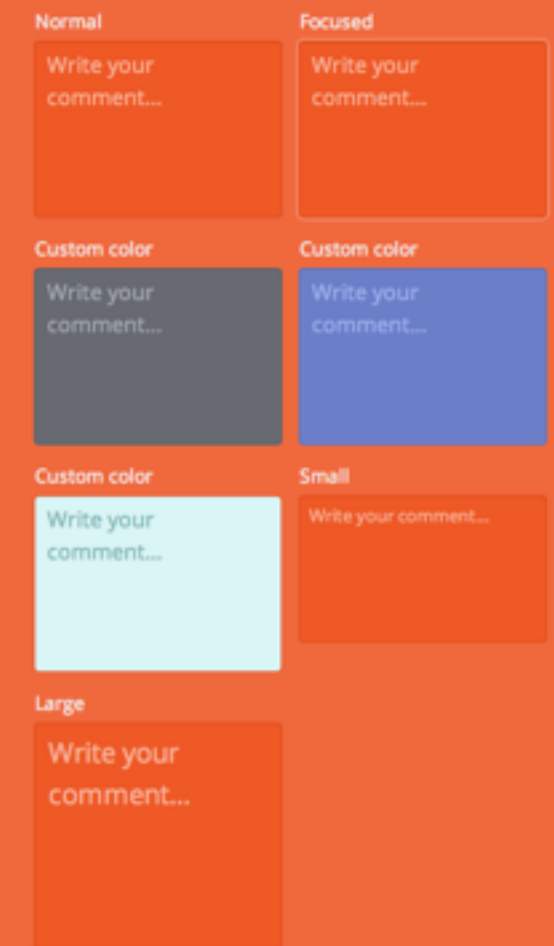 Normal
Focused
Write your
comment...
Write your
comment...
Custom color
Custom color
Write your
comment...
Write your
comment...
Custom color
Small
Write your
comment...
Write your comment...
Large
Write your
comment...